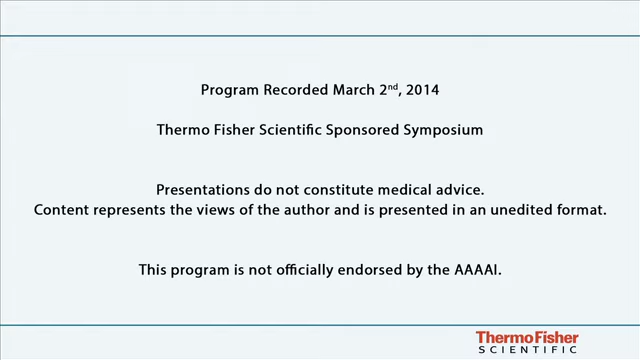 Program Recorded March 2nd, 2014
Thermo Fisher Scientific Sponsored Symposium
Presentations do not constitute medical advice.
Content represents the views of the author and is presented in an unedited format.
This program is not officially endorsed by the AAAAI.
ThermoFisher
SCIENTIFIC